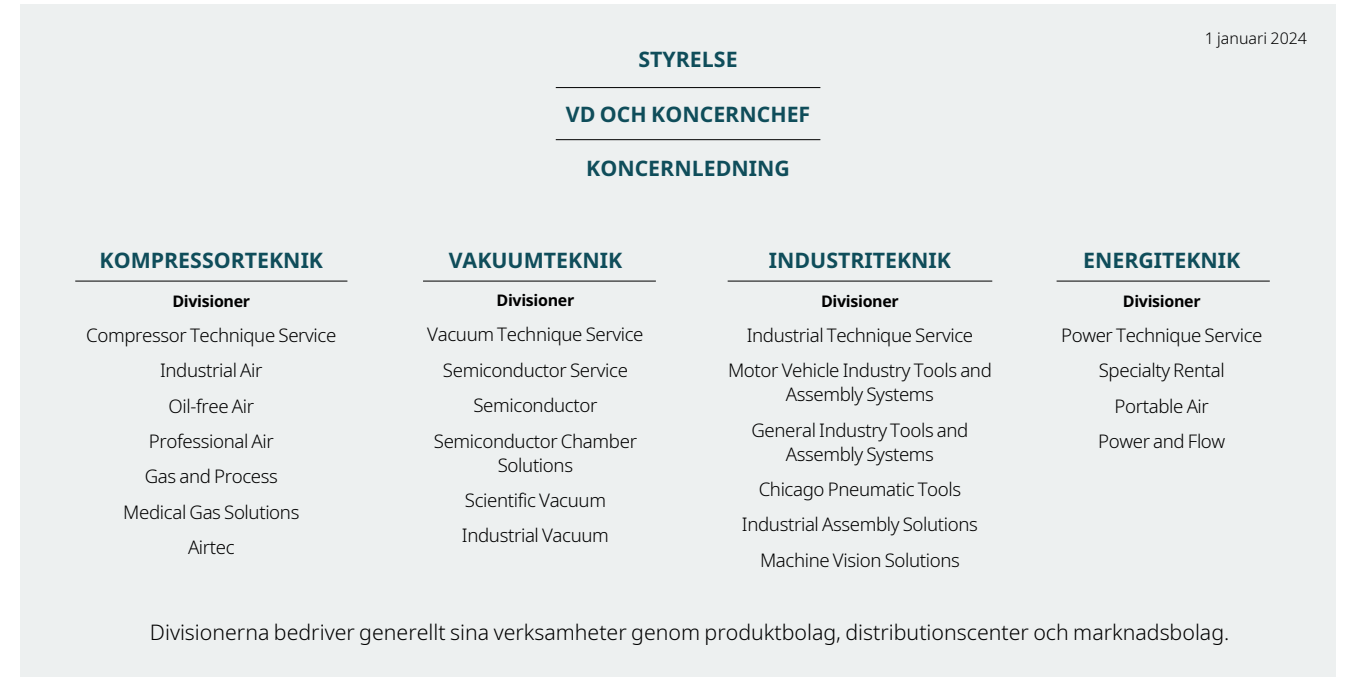 1 januari 2024
STYRELSE
VD OCH KONCERNCHEF
KONCERNLEDNING
KOMPRESSORTEKNIK
Divisioner
Compressor Technique Service
Industrial Air
Oil-free Air
Professional Air
Gas and Process
Medical Gas Solutions
Airtec
VAKUUMTEKNIK
Divisioner
Vacuum Technique Service
Semiconductor Service
Semiconductor
Semiconductor Chamber
Solutions
Scientific Vacuum
Industrial Vacuum
INDUSTRITEKNIK
Divisioner
Industrial Technique Service
Motor Vehicle Industry Tools and
Assembly Systems
General Industry Tools and
Assembly Systems
Chicago Pneumatic Tools
Industrial Assembly Solutions
Machine Vision Solutions
ENERGITEKNIK
Divisioner
Power Technique Service
Specialty Rental
Portable Air
Power and Flow
Divisionerna bedriver generellt sina verksamheter genom produktbolag, distributionscenter och marknadsbolag.